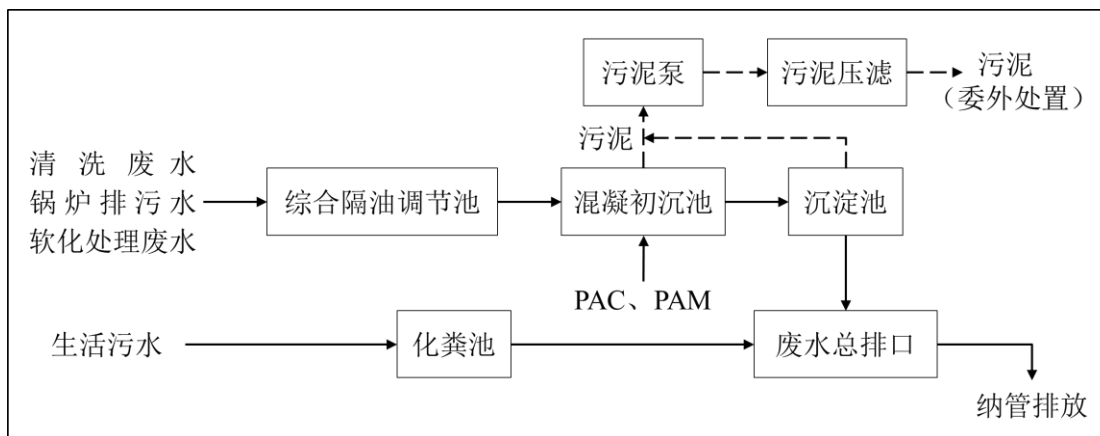 污泥泵
污泥压滤
污泥
（委外处置）
污泥
清洗废水
锅炉排污水
软化处理废水
综合隔油调节池
混凝初沉池
沉淀池
PAC、PAM
生活污水
化粪池
废水总排口
纳管排放